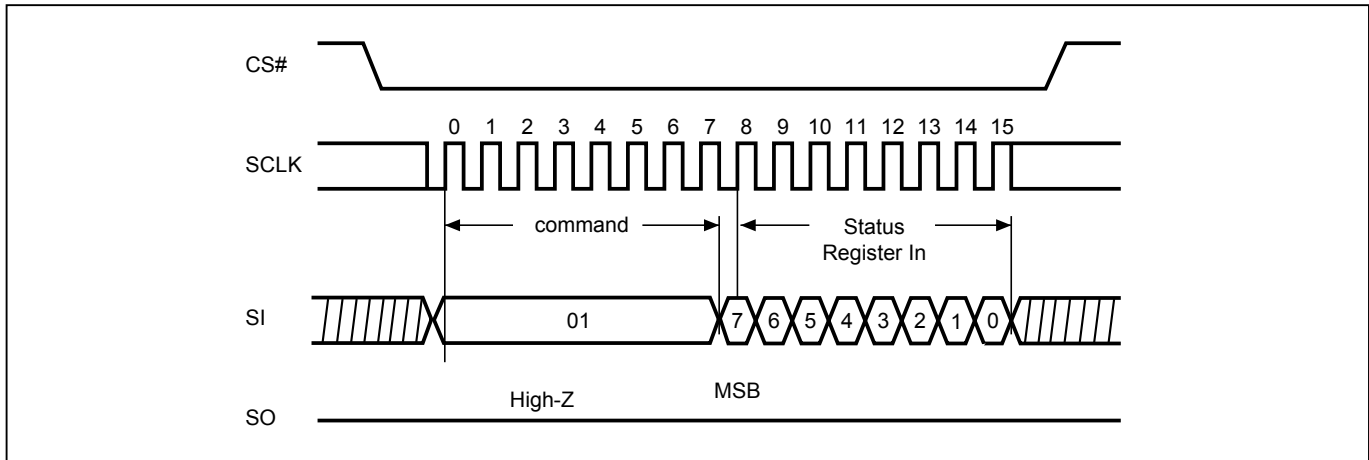 CS#
0 1 2 3 4 5 6 7 8 9 10 11 12 13 14 15
SCLK
command
Status
Register In
SI
01
7 6 5 4 3 2 1 0
MSB
High-Z
SO